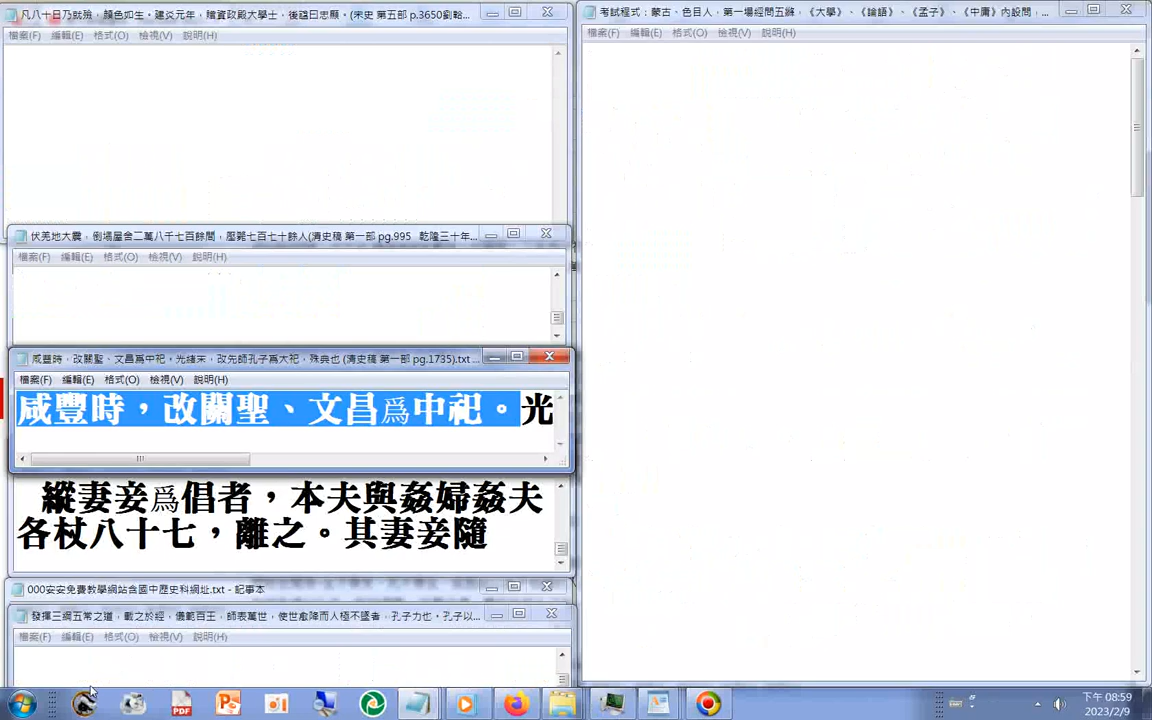 凡八十日乃就殮，顏色如生。建炎元年，贈資政殿大學士，後謚曰忠顯。(宋史 第五部 p.3650劉韐...
檔案(F) 編輯(E) 格式(O) 檢視(V) 說明(H)
伏羌地大震，倒塌屋舍二萬八千七百餘間，壓斃七百七十餘人(清史稿 第一部 pg.995 乾隆三十年...
檔案(F) 編輯(E) 格式(O) 檢視(V) 說明(H)
咸豐時，改關聖、文昌爲中祀，光緒末，改先師孔子爲大祀，殊典也 (清史稿 第一部 pg.1735).txt ...
檔案(F) 編輯(E) 格式(O) 檢視(V) 說明(H)
咸豐時，改關聖、文昌爲中祀。光
縱妻妾爲倡者，本夫與姦婦姦夫
各杖八十七，離之。其妻妾隨
000安安免費教學網站含國中歷史科網址.txt - 記事本
發揮三綱五常之道，載之於經，儀範百王，師表萬世，使世愈降而人極不墜者，孔子力也。孔子以...
檔案(F) 編輯(E) 格式(O) 檢視(V) 說明(H)
考試程式：蒙古、色目人，第一場經問五條，《大學》、《論語》、《孟子》、《中庸》內設問，...
檔案(F) 編輯(E) 格式(O) 檢視(V) 說明(H)
PDF
下午 08:59
2023/2/9